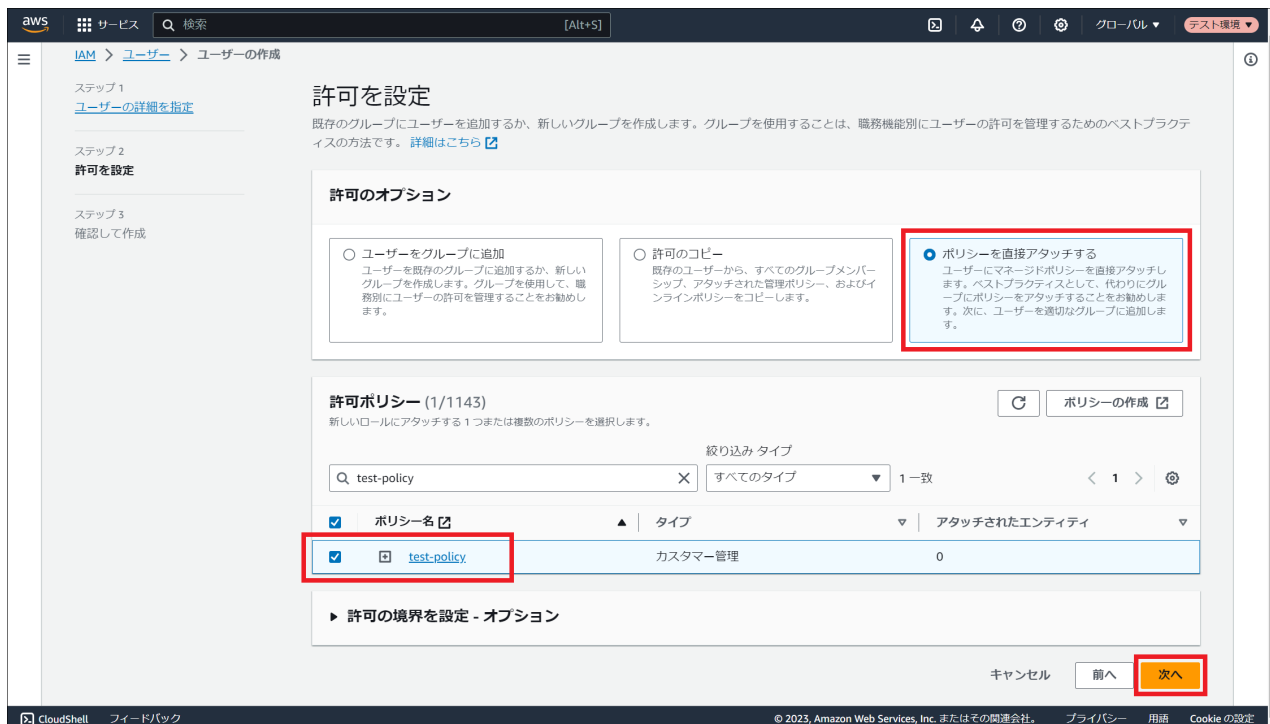 aws
サービス
検索
[Alt+S]
グローバル ▼
テスト環境 ▼
IAM > ユーザー > ユーザーの作成
ステップ 1
ユーザーの詳細を指定
ステップ 2
許可を設定
ステップ 3
確認して作成
許可を設定
既存のグループにユーザーを追加するか、新しいグループを作成します。グループを使用することは、職務機能別にユーザーの許可を管理するためのベストプラクテ
ィスの方法です。 詳細はこちら
許可のオプション
ユーザーをグループに追加
ユーザーを既存のグループに追加するか、新しい
グループを作成します。グループを使用して、職
務別にユーザーの許可を管理することをお勧めし
ます。
許可のコピー
既存のユーザーから、すべてのグループメンバー
シップ、アタッチされた管理ポリシー、およびイ
ンラインポリシーをコピーします。
ポリシーを直接アタッチする
ユーザーにマネージドポリシーを直接アタッチし
ます。ベストプラクティスとして、代わりにグル
ープにポリシーをアタッチすることをお勧めしま
す。次に、ユーザーを適切なグループに追加しま
す。
許可ポリシー (1/1143)
新しいロールにアタッチする 1 つまたは複数のポリシーを選択します。
ポリシーの作成
絞り込み タイプ
test-policy
すべてのタイプ
1 一致
< 1 >
ポリシー名
タイプ
アタッチされたエンティティ
test-policy
カスタマー管理
0
許可の境界を設定 - オプション
キャンセル
前へ
次へ
CloudShell
フィードバック
© 2023, Amazon Web Services, Inc. またはその関連会社。
プライバシー
用語
Cookie の設定